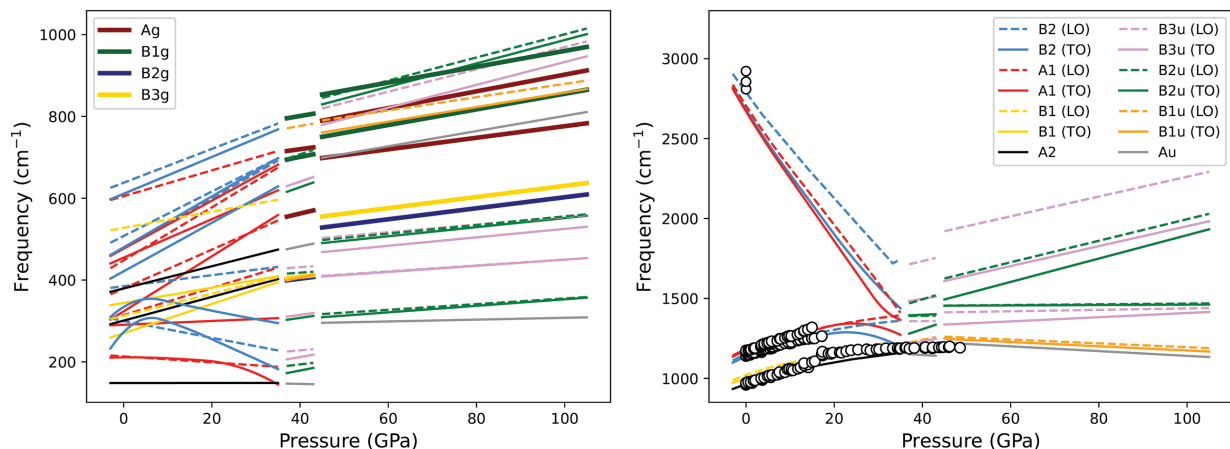 Ag
B1g
B2g
B3g
1000
800
600
400
200
0
20
40
60
80
100
Frequency (cm⁻¹)
Pressure (GPa)
B2 (LO)
B2 (TO)
A1 (LO)
A1 (TO)
B1 (LO)
B1 (TO)
A2
B3u (LO)
B3u (TO)
B2u (LO)
B2u (TO)
B1u (LO)
B1u (TO)
Au
3000
2500
2000
1500
1000
0
20
40
60
80
100
Frequency (cm⁻¹)
Pressure (GPa)